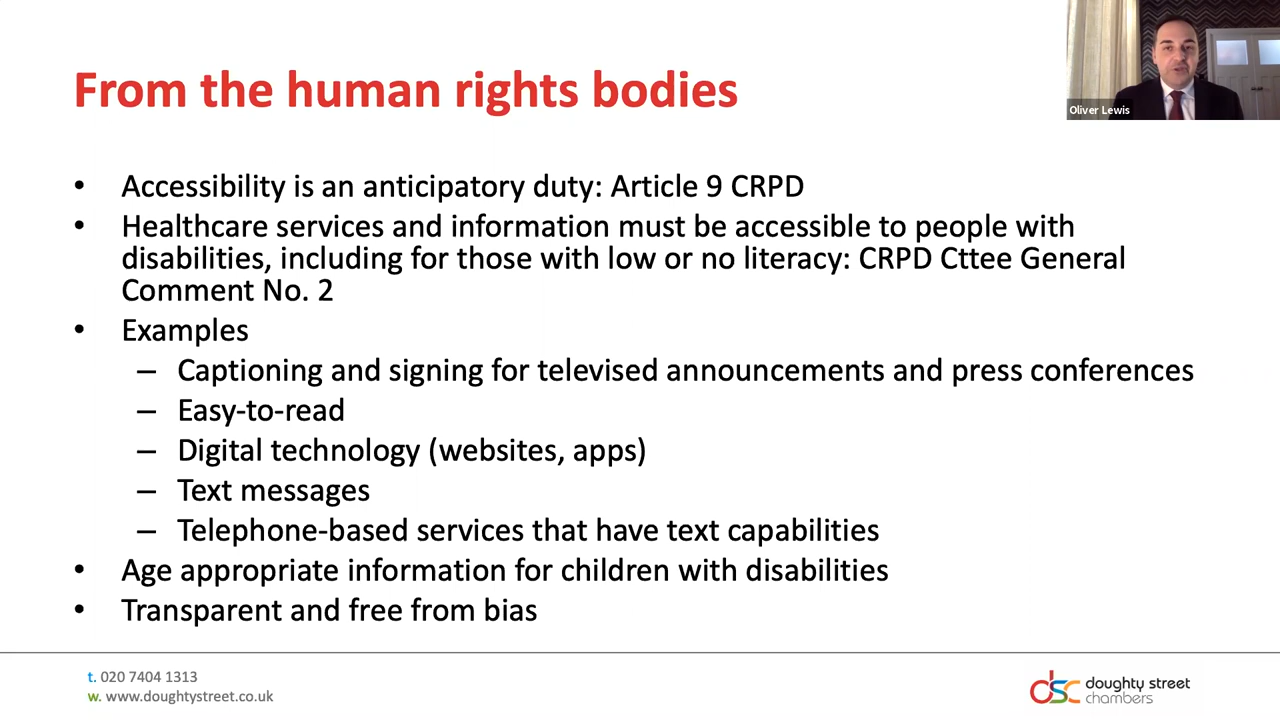 From the human rights bodies
Oliver Lewis
• Accessibility is an anticipatory duty: Article 9 CRPD
• Healthcare services and information must be accessible to people with
disabilities, including for those with low or no literacy: CRPD Cttee General
Comment No. 2
• Examples
– Captioning and signing for televised announcements and press conferences
– Easy-to-read
– Digital technology (websites, apps)
– Text messages
– Telephone-based services that have text capabilities
• Age appropriate information for children with disabilities
• Transparent and free from bias
t. 020 7404 1313
w. www.doughtystreet.co.uk
dsc doughty street
chambers